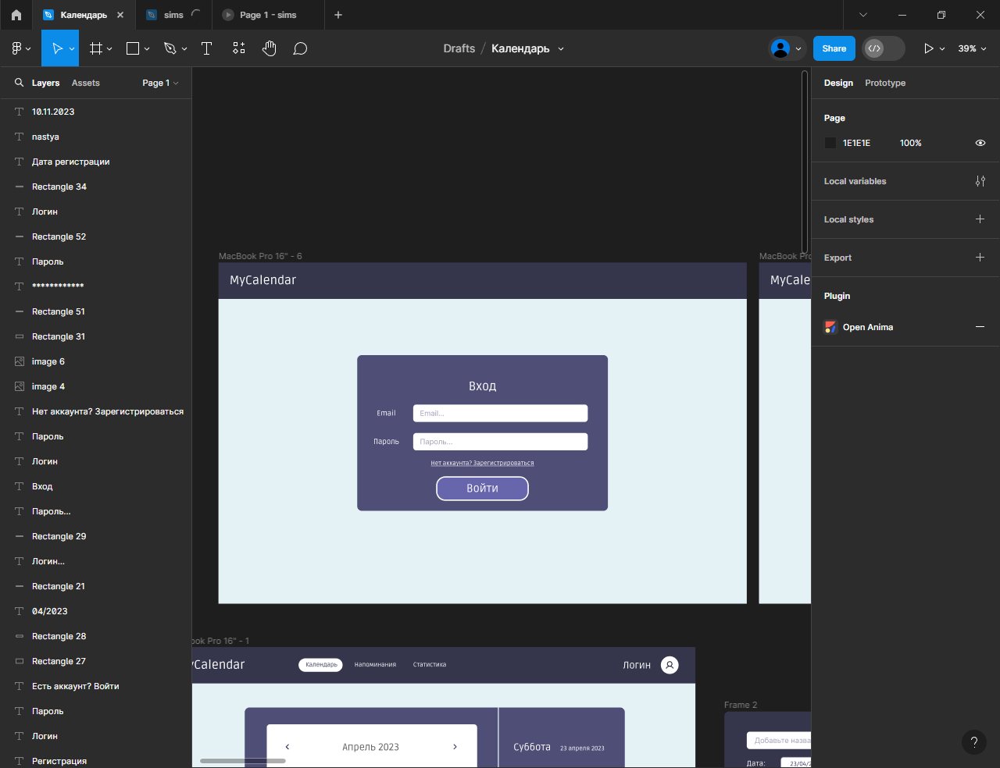 Календарь
sims
Page 1 - sims
Drafts / Календарь
Share
39%
Layers
Assets
Page 1
10.11.2023
nastya
Дата регистрации
Rectangle 34
Логин
Rectangle 52
Пароль
************
Rectangle 51
Rectangle 31
image 6
image 4
Нет аккаунта? Зарегистрироваться
Пароль
Логин
Вход
Пароль...
Rectangle 29
Логин...
Rectangle 21
04/2023
Rectangle 28
Rectangle 27
Есть аккаунт? Войти
Пароль
Логин
Регистрация
MacBook Pro 16" - 6
MyCalendar
Вход
Email
Email...
Пароль
Пароль...
Нет аккаунта? Зарегистрироваться
Войти
MacBook Pro
MyCale
ook Pro 16" - 1
yCalendar
Календарь
Напоминания
Статистика
Логин
Апрель 2023
Суббота
23 апреля 2023
Frame 2
Добавьте назва
Дата:
23/04/2
Design
Prototype
Page
1E1E1E
100%
Local variables
Local styles
Export
Plugin
Open Anima
?